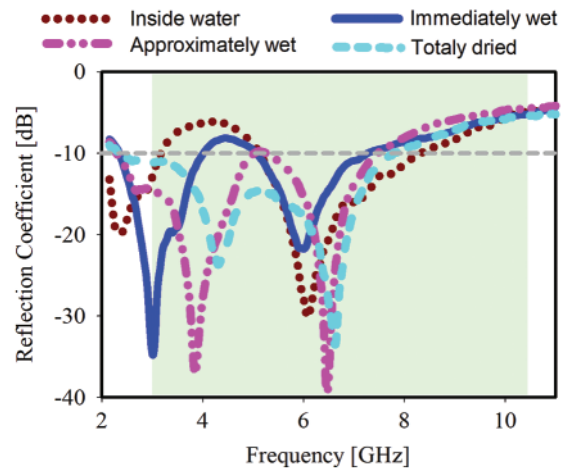 Inside water
Immediately wet
Approximately wet
Totaly dried
0
-10
-20
-30
-40
Reflection Coefficient [dB]
2
4
6
8
10
Frequency [GHz]